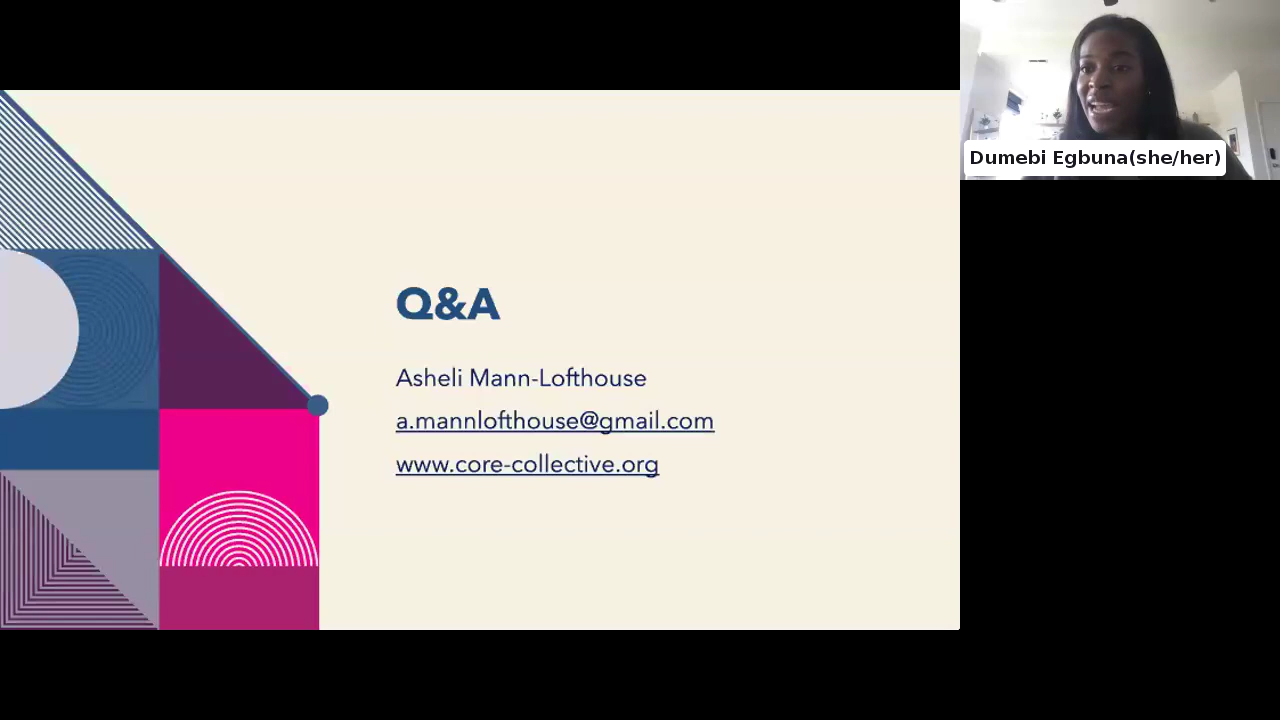 Q&A
Asheli Mann-Lofthouse
a.mannlofthouse@gmail.com
www.core-collective.org
Dumebi Egbuna(she/her)